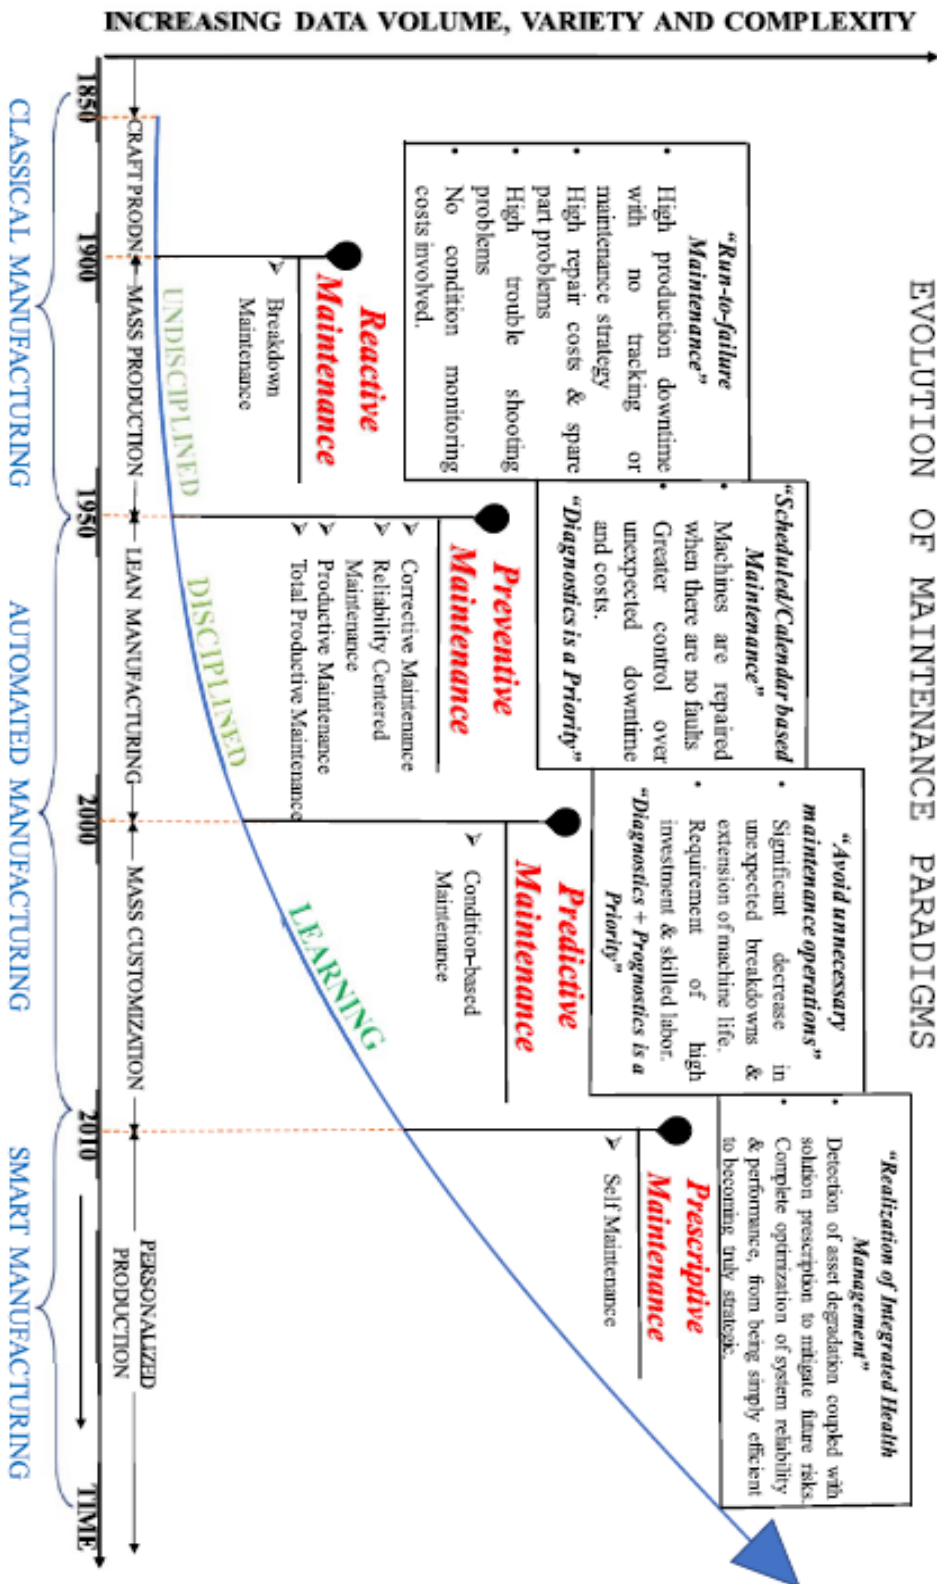 EVOLUTION OF MAINTENANCE PARADIGMS
INCREASING DATA VOLUME, VARIETY AND COMPLEXITY
"Run-to-failure
Maintenance"
• High production downtime
with no tracking or
maintenance strategy
• High repair costs & spare
part problems
• High trouble shooting
problems
• No condition monitoring
costs involved.
"Scheduled/Calendar based
Maintenance"
• Machines are repaired
when there are no faults
• Greater control over
unexpected downtime
and costs.
"Diagnostics is a Priority"
"Avoid unnecessary
maintenance operations"
• Significant decrease in
unexpected breakdowns &
extension of machine life.
• Requirement of high
investment & skilled labor.
"Diagnostics + Prognostics is a
Priority"
"Realization of Integrated Health
Management"
• Detection of asset degradation coupled with
solution prescription to mitigate future risks.
• Complete optimization of system reliability
& performance, from being simply efficient
to becoming truly strategic.
Reactive
Maintenance
➢ Breakdown
Maintenance
Preventive
Maintenance
➢ Corrective Maintenance
➢ Reliability Centered
Maintenance
➢ Productive Maintenance
➢ Total Productive Maintenance
Predictive
Maintenance
➢ Condition-based
Maintenance
Prescriptive
Maintenance
➢ Self Maintenance
UNDISCIPLINED
DISCIPLINED
LEARNING
CRAFT PRODN
MASS PRODUCTION
LEAN MANUFACTURING
MASS CUSTOMIZATION
PERSONALIZED
PRODUCTION
1850
1900
1950
2000
2010
TIME
CLASSICAL MANUFACTURING
AUTOMATED MANUFACTURING
SMART MANUFACTURING